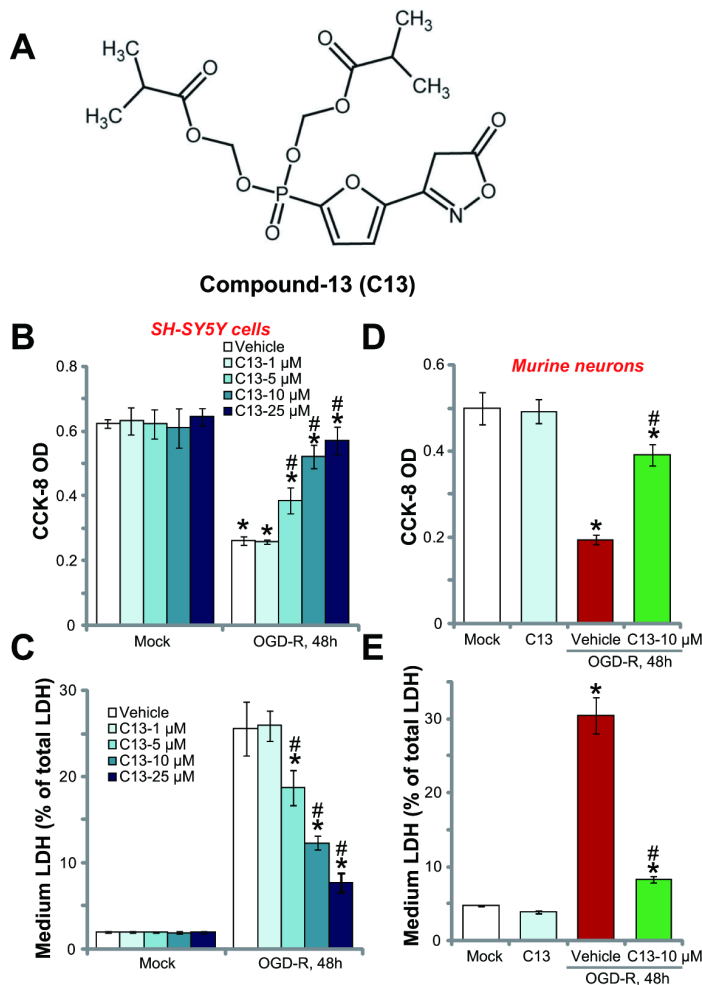 A
H₃C
CH₃
O
O
CH₃
H₃C
O
O
O
O
O
O
P
O
N
O
CH₃
Compound-13 (C13)
B
SH-SY5Y cells
Vehicle
C13-1 µM
C13-5 µM
C13-10 µM
C13-25 µM
CCK-8 OD
0.8
0.6
0.4
0.2
0
* * #* #* #*
Mock
OGD-R, 48h
D
Murine neurons
CCK-8 OD
0.6
0.4
0.2
0
* #*
Mock C13 Vehicle C13-10 µM
OGD-R, 48h
C
Vehicle
C13-1 µM
C13-5 µM
C13-10 µM
C13-25 µM
Medium LDH (% of total LDH)
30
20
10
0
#* #* #*
Mock
OGD-R, 48h
E
Medium LDH (% of total LDH)
30
20
10
0
* #*
Mock C13 Vehicle C13-10 µM
OGD-R, 48h